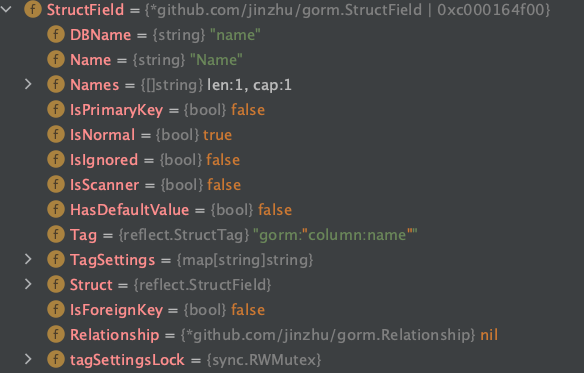 StructField = {*github.com/jinzhu/gorm.StructField | 0xc000164f00}
f DBName = {string} "name"
f Name = {string} "Name"
f Names = {[]string} len:1, cap:1
f IsPrimaryKey = {bool} false
f IsNormal = {bool} true
f IsIgnored = {bool} false
f IsScanner = {bool} false
f HasDefaultValue = {bool} false
f Tag = {reflect.StructTag} "gorm:"column:name""
f TagSettings = {map[string]string}
f Struct = {reflect.StructField}
f IsForeignKey = {bool} false
f Relationship = {*github.com/jinzhu/gorm.Relationship} nil
f tagSettingsLock = {sync.RWMutex}